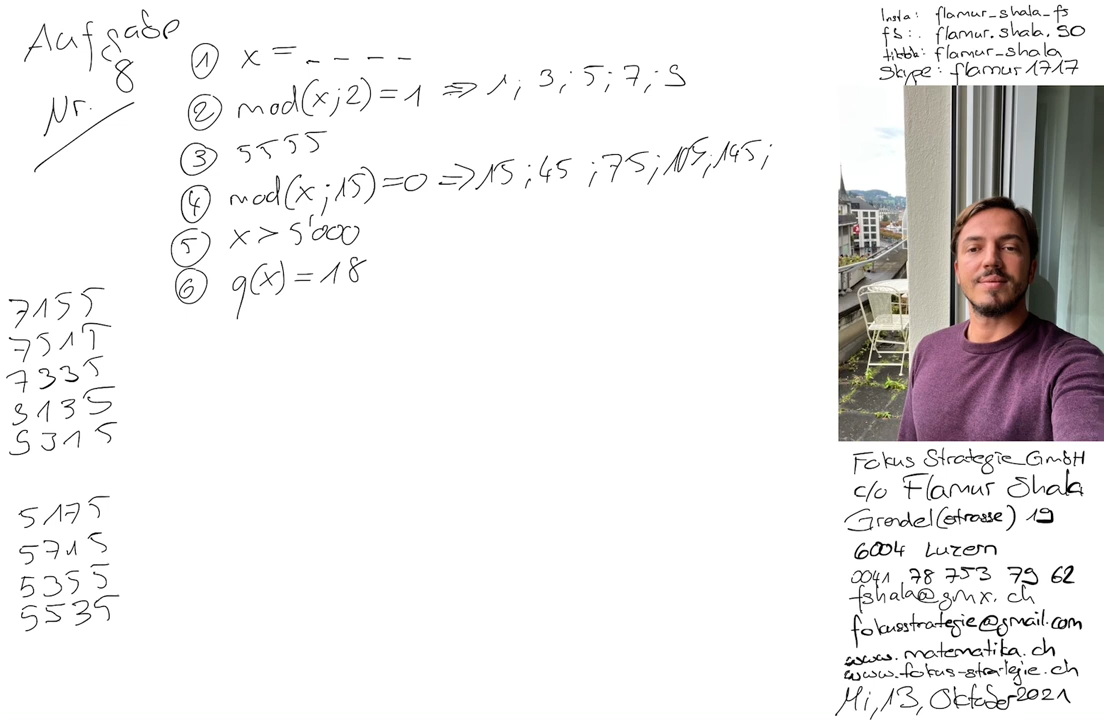 Aufgabe
Nr. 8
① x = _ _ _ _
② mod(x;2) = 1 => 1; 3; 5; 7; 9
③ 5555
④ mod(x;15) = 0 => 15; 45; 75; 105; 145;
⑤ x > 5'000
⑥ q(x) = 18
7155
7515
7335
9135
9315
5175
5715
5355
5535
Insta: flamur_shala_fs
fs:. flamur.shala.90
tiktok: flamur_shala
Skype: flamur1717
Fokus Strategie GmbH
c/o Flamur Shala
Grendel(strasse) 19
6004 Luzern
0041 78 753 79 62
fshala@gmx.ch
fokusstrategie@gmail.com
www.matematika.ch
www.fokus-strategie.ch
Mi, 13, Oktober 2021